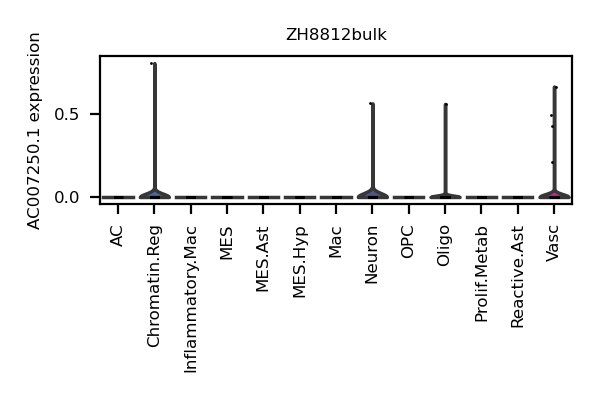 ZH8812bulk
AC007250.1 expression
0.5
0.0
AC
Chromatin.Reg
Inflammatory.Mac
MES
MES.Ast
MES.Hyp
Mac
Neuron
OPC
Oligo
Prolif.Metab
Reactive.Ast
Vasc